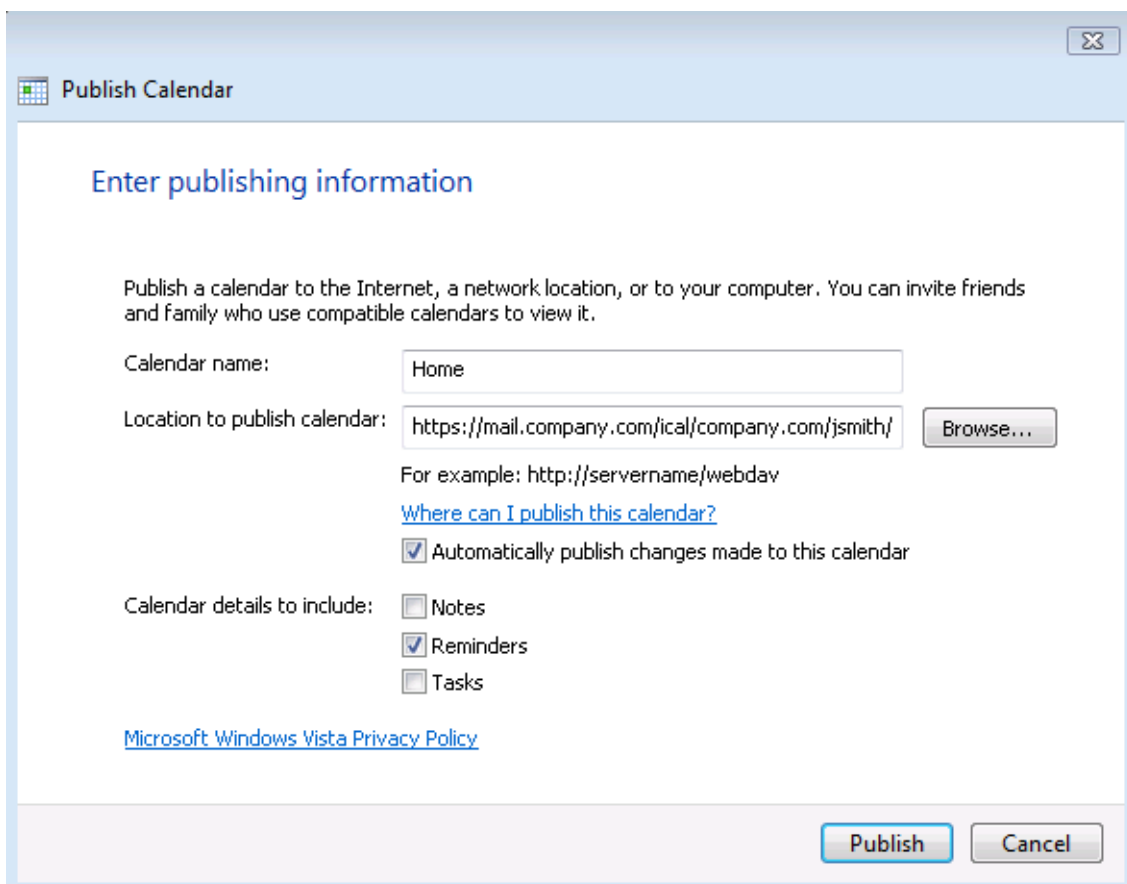 Publish Calendar
Enter publishing information
Publish a calendar to the Internet, a network location, or to your computer. You can invite friends
and family who use compatible calendars to view it.
Calendar name:
Home
Location to publish calendar:
https://mail.company.com/ical/company.com/jsmith/
Browse...
For example: http://servername/webdav
Where can I publish this calendar?
Automatically publish changes made to this calendar
Calendar details to include:
Notes
Reminders
Tasks
Microsoft Windows Vista Privacy Policy
Publish
Cancel